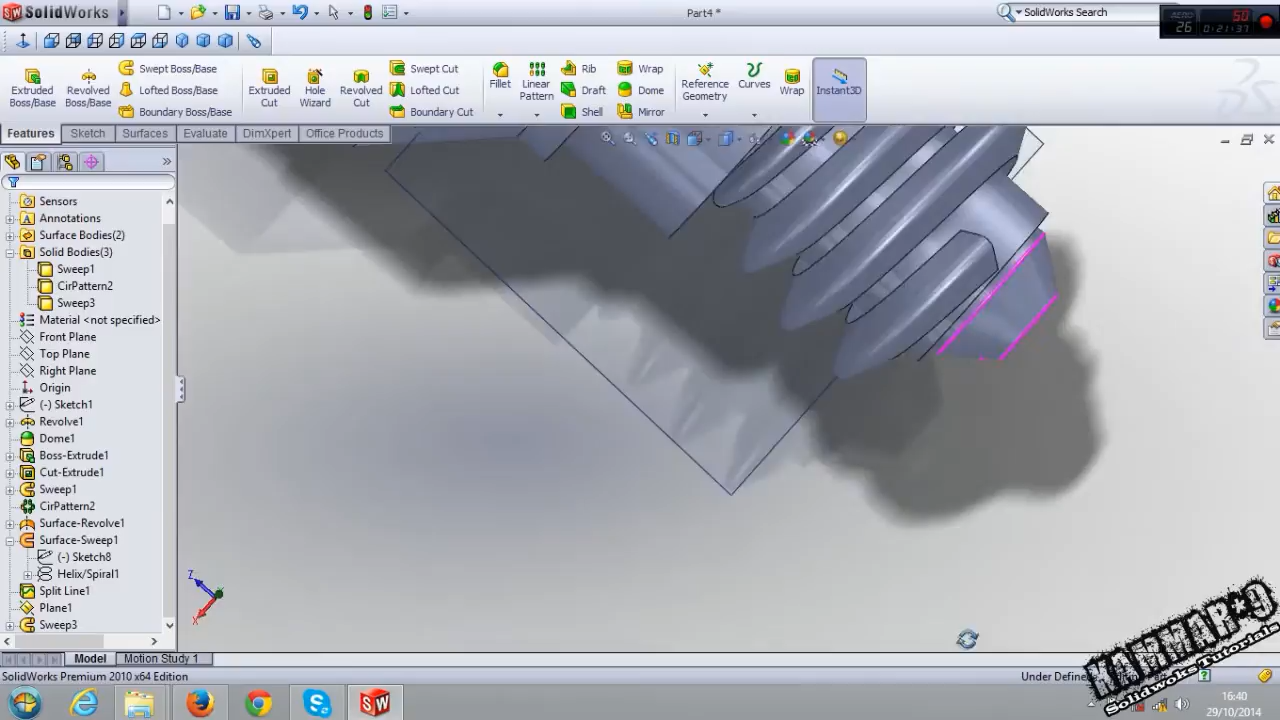 SolidWorks
Part4 *
SolidWorks Search
26
50
0:21:37
Extruded Boss/Base
Revolved Boss/Base
Swept Boss/Base
Lofted Boss/Base
Boundary Boss/Base
Extruded Cut
Hole Wizard
Revolved Cut
Swept Cut
Lofted Cut
Boundary Cut
Fillet
Linear Pattern
Rib
Draft
Shell
Wrap
Dome
Mirror
Reference Geometry
Curves
Wrap
Instant3D
Features
Sketch
Surfaces
Evaluate
DimXpert
Office Products
Sensors
Annotations
Surface Bodies(2)
Solid Bodies(3)
Sweep1
CirPattern2
Sweep3
Material <not specified>
Front Plane
Top Plane
Right Plane
Origin
(-) Sketch1
Revolve1
Dome1
Boss-Extrude1
Cut-Extrude1
Sweep1
CirPattern2
Surface-Revolve1
Surface-Sweep1
(-) Sketch8
Helix/Spiral1
Split Line1
Plane1
Sweep3
Z
X
Model
Motion Study 1
SolidWorks Premium 2010 x64 Edition
Under Define
16:40
29/10/2014